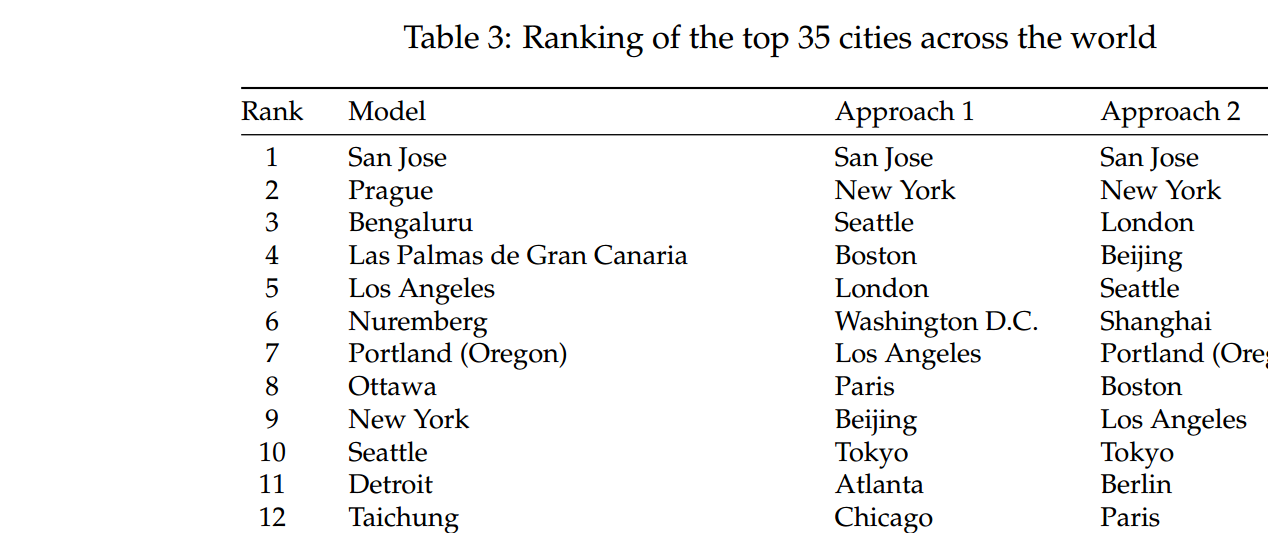 Table 3: Ranking of the top 35 cities across the world
Rank Model Approach 1 Approach 2
1 San Jose San Jose San Jose
2 Prague New York New York
3 Bengaluru Seattle London
4 Las Palmas de Gran Canaria Boston Beijing
5 Los Angeles London Seattle
6 Nuremberg Washington D.C. Shanghai
7 Portland (Oregon) Los Angeles Portland
8 Ottawa Paris Boston
9 New York Beijing Los Angeles
10 Seattle Tokyo Tokyo
11 Detroit Atlanta Berlin
12 Taichung Chicago Paris